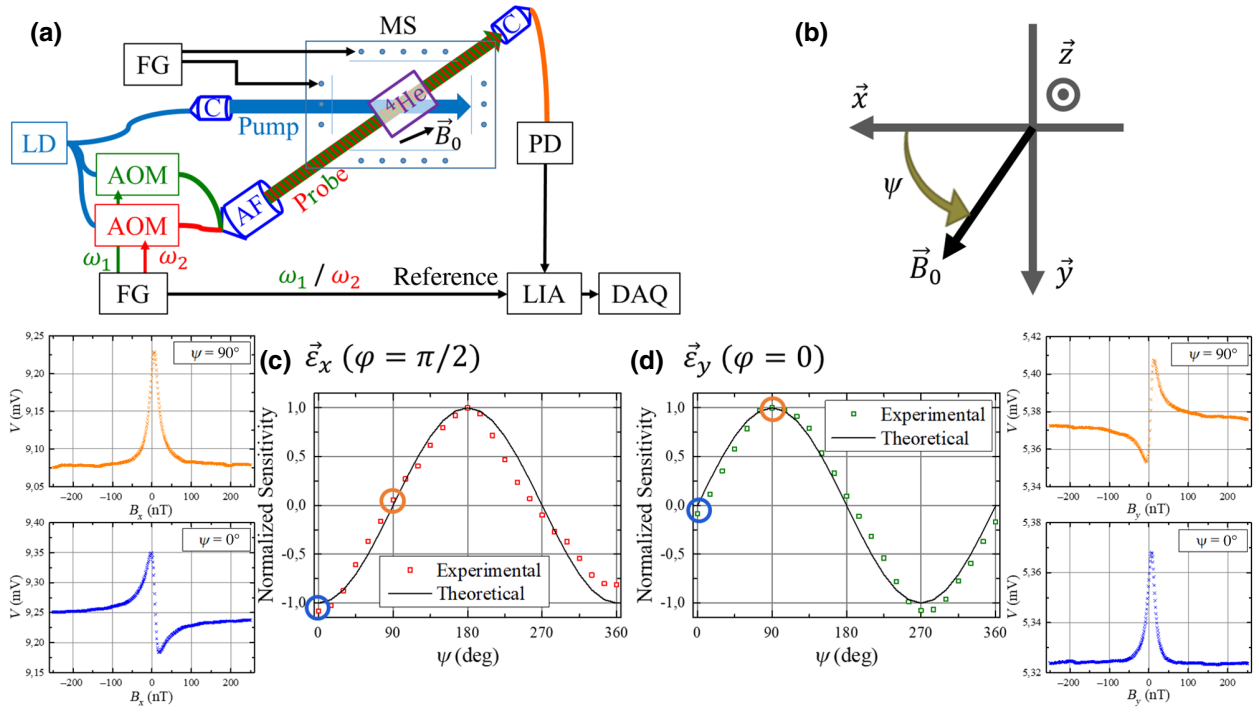 (a)
MS
C
FG
⁴He
C
Pump
B⃗₀
LD
PD
AOM
Probe
AF
AOM
ω₁
ω₂
FG
ω₁ / ω₂
Reference
LIA
DAQ
(b)
z⃗
x⃗
ψ
B⃗₀
y⃗
9,25
9,20
9,15
9,10
9,05
V (mV)
ψ = 90°
−200 −100 0 100 200
Bₓ (nT)
9,40
9,35
9,30
9,25
9,20
9,15
V (mV)
ψ = 0°
−200 −100 0 100 200
Bₓ (nT)
(c) ε⃗ₓ (φ = π/2)
Normalized Sensitivity
1,0
0,5
0,0
-0,5
-1,0
Experimental
Theoretical
0 90 180 270 360
ψ (deg)
(d) ε⃗y (φ = 0)
Normalized Sensitivity
1,0
0,5
0,0
-0,5
-1,0
Experimental
Theoretical
0 90 180 270 360
ψ (deg)
5,42
5,40
5,38
5,36
5,34
V (mV)
ψ = 90°
−200 −100 0 100 200
By (nT)
5,38
5,36
5,34
5,32
V (mV)
ψ = 0°
−200 −100 0 100 200
By (nT)